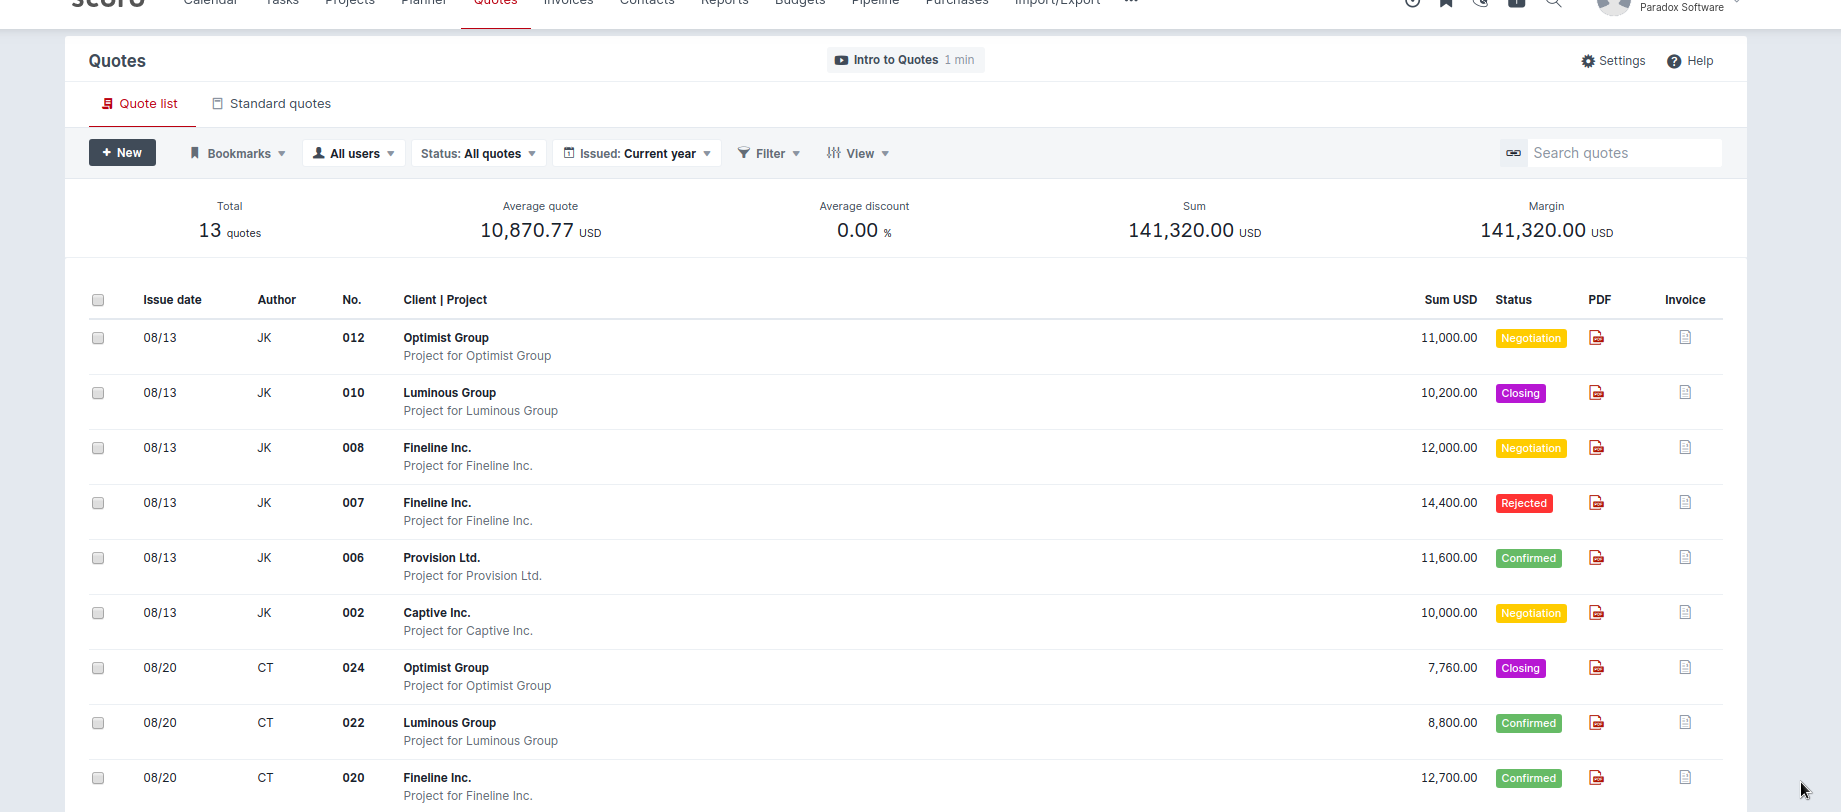 scoro Calendar Tasks Projects Planner Quotes Invoices Contacts Reports Budgets Pipeline Purchases Import/Export ••• Paradox Software
Quotes Intro to Quotes 1 min Settings Help
Quote list Standard quotes
+ New Bookmarks All users Status: All quotes Issued: Current year Filter View Search quotes
Total Average quote Average discount Sum Margin
13 quotes 10,870.77 USD 0.00 % 141,320.00 USD 141,320.00 USD
Issue date Author No. Client | Project Sum USD Status PDF Invoice
08/13 JK 012 Optimist Group 11,000.00 Negotiation
Project for Optimist Group
08/13 JK 010 Luminous Group 10,200.00 Closing
Project for Luminous Group
08/13 JK 008 Fineline Inc. 12,000.00 Negotiation
Project for Fineline Inc.
08/13 JK 007 Fineline Inc. 14,400.00 Rejected
Project for Fineline Inc.
08/13 JK 006 Provision Ltd. 11,600.00 Confirmed
Project for Provision Ltd.
08/13 JK 002 Captive Inc. 10,000.00 Negotiation
Project for Captive Inc.
08/20 CT 024 Optimist Group 7,760.00 Closing
Project for Optimist Group
08/20 CT 022 Luminous Group 8,800.00 Confirmed
Project for Luminous Group
08/20 CT 020 Fineline Inc. 12,700.00 Confirmed
Project for Fineline Inc.